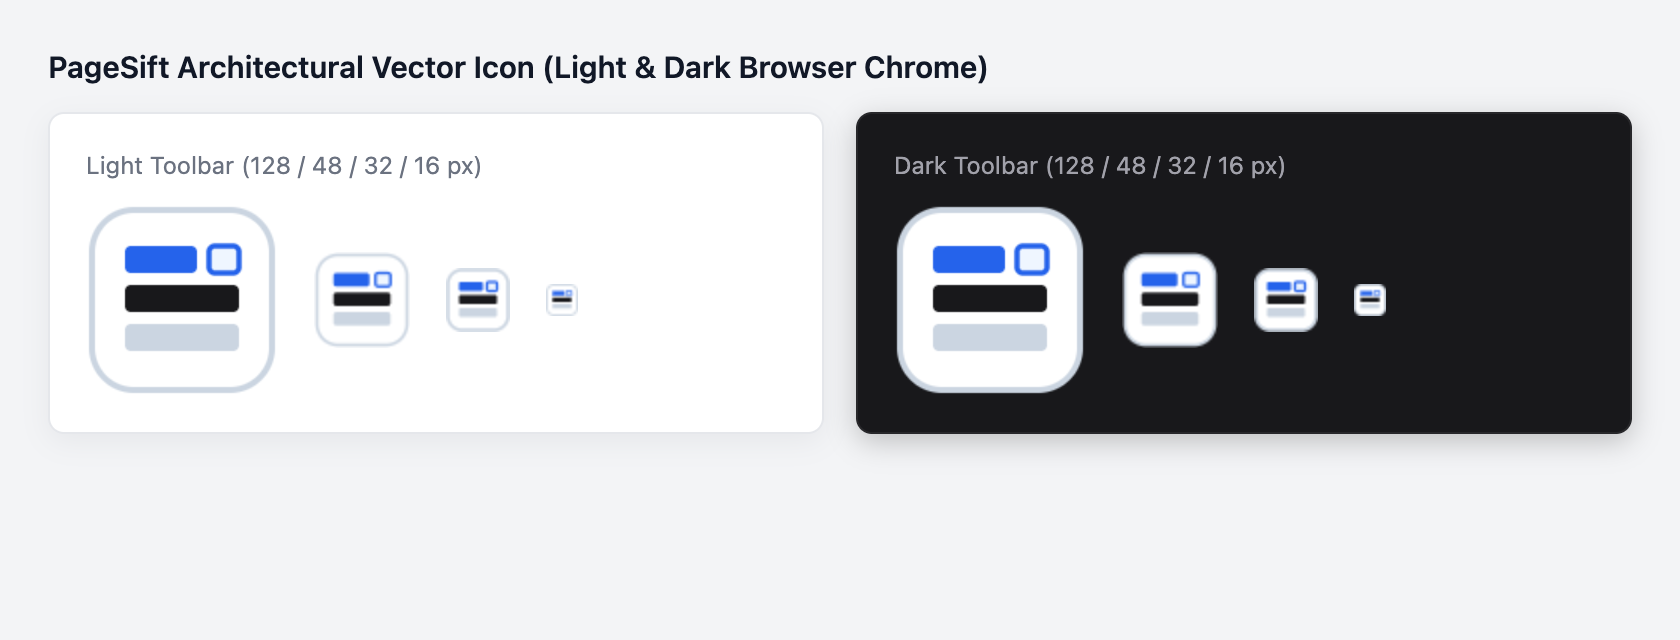 PageSift Architectural Vector Icon (Light & Dark Browser Chrome)
Light Toolbar (128 / 48 / 32 / 16 px)
Dark Toolbar (128 / 48 / 32 / 16 px)